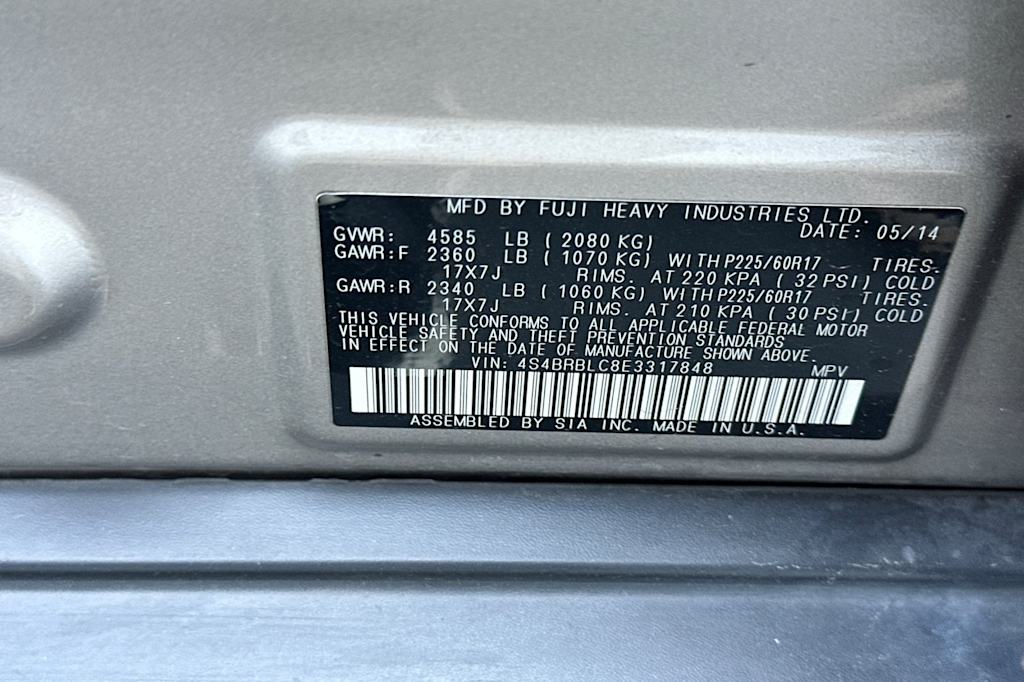 MFD BY FUJI HEAVY INDUSTRIES LTD.
DATE: 05/14
GVWR: 4585 LB ( 2080 KG)
GAWR:F 2360 LB ( 1070 KG) WITH P225/60R17 TIRES.
17X7J RIMS. AT 220 KPA ( 32 PSI) COLD
GAWR:R 2340 LB ( 1060 KG) WITH P225/60R17 TIRES.
17X7J RIMS. AT 210 KPA ( 30 PSI) COLD
THIS VEHICLE CONFORMS TO ALL APPLICABLE FEDERAL MOTOR
VEHICLE SAFETY AND THEFT PREVENTION STANDARDS
IN EFFECT ON THE DATE OF MANUFACTURE SHOWN ABOVE.
VIN: 4S4BRBLC8E3317848 MPV
ASSEMBLED BY SIA INC. MADE IN U.S.A.